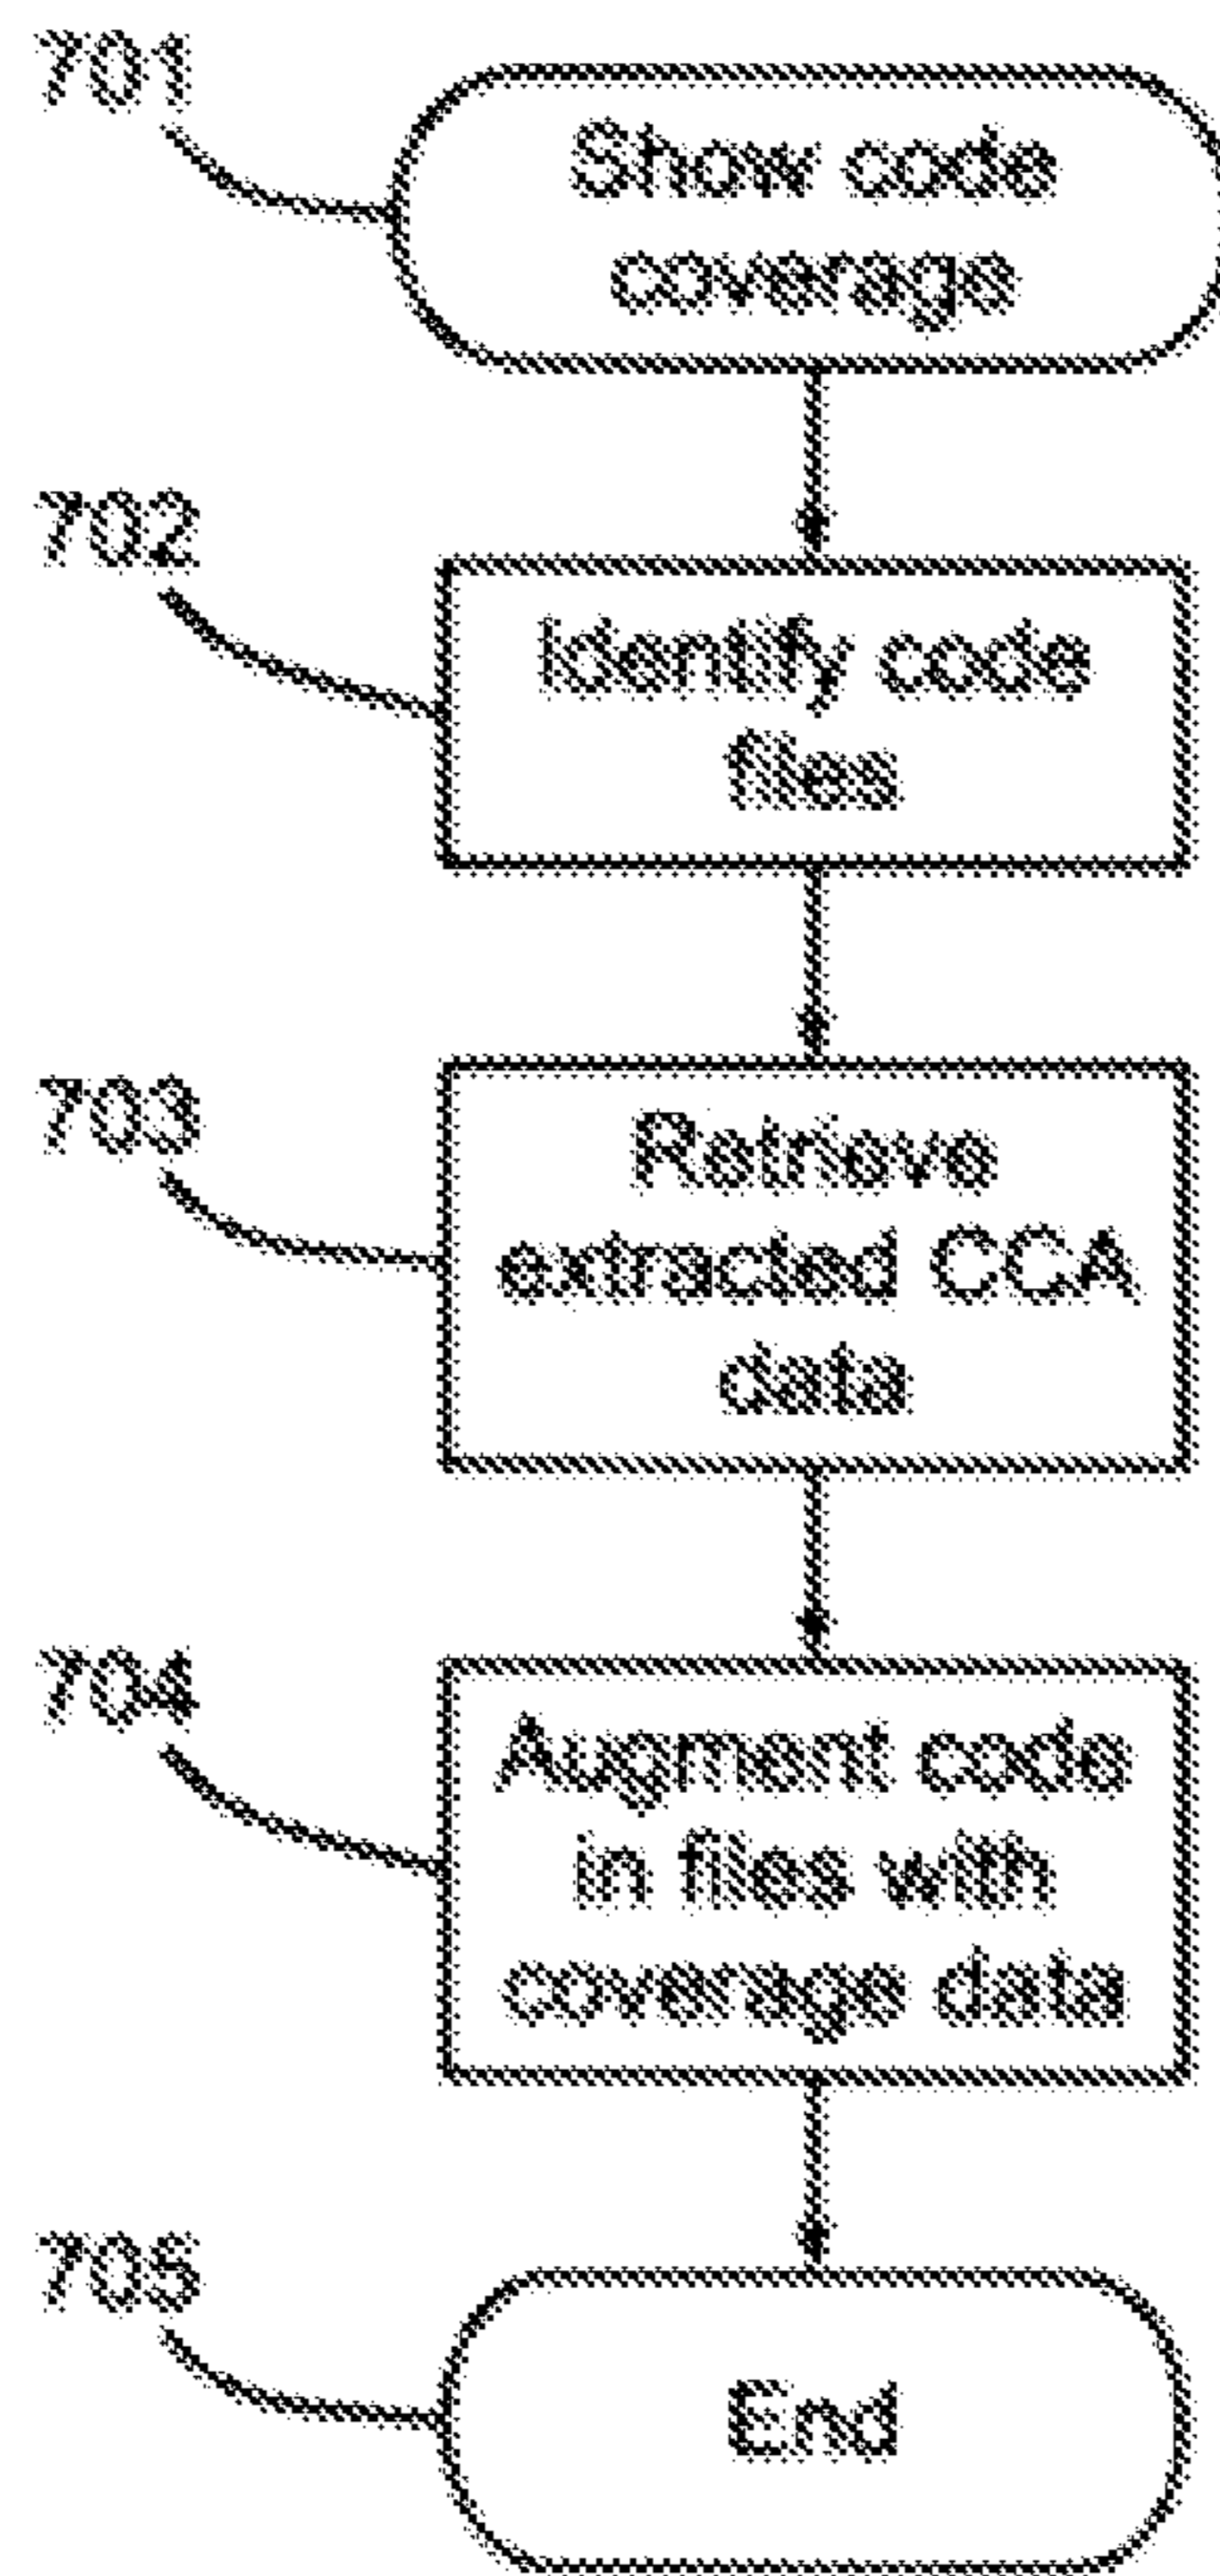 701
Show code
coverage
702
Identify code
files
703
Retrieve
extracted CCA
data
704
Augment code
in files with
coverage data
705
End